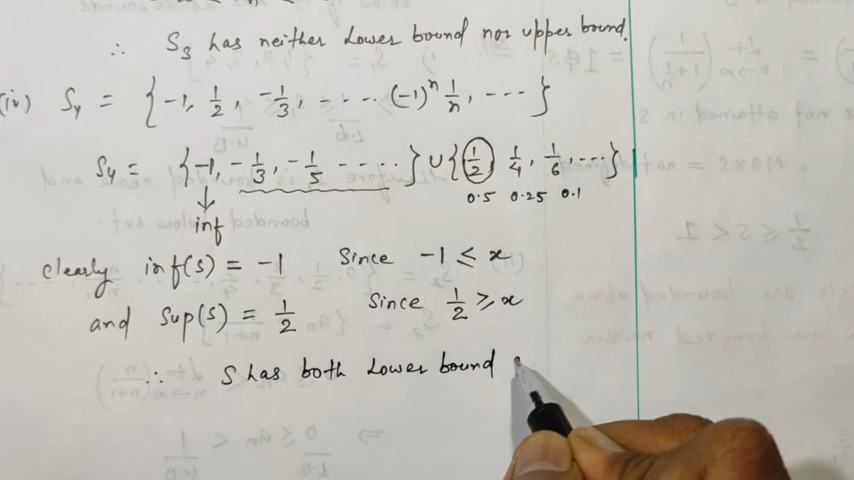 ∴ S₃ has neither Lower bound nor upper bound.
(iv) S₄ = { -1, 1/2, -1/3, - - - - (-1)ⁿ 1/n, - - - }
S₄ = { -1, -1/3, -1/5 - - - - - } ∪ { 1/2, 1/4, 1/6, - - - }
0.5 0.25 0.1
↓
inf
clearly inf(s) = -1 Since -1 ≤ x
and Sup(s) = 1/2 Since 1/2 ≥ x
∴ S has both Lower bound